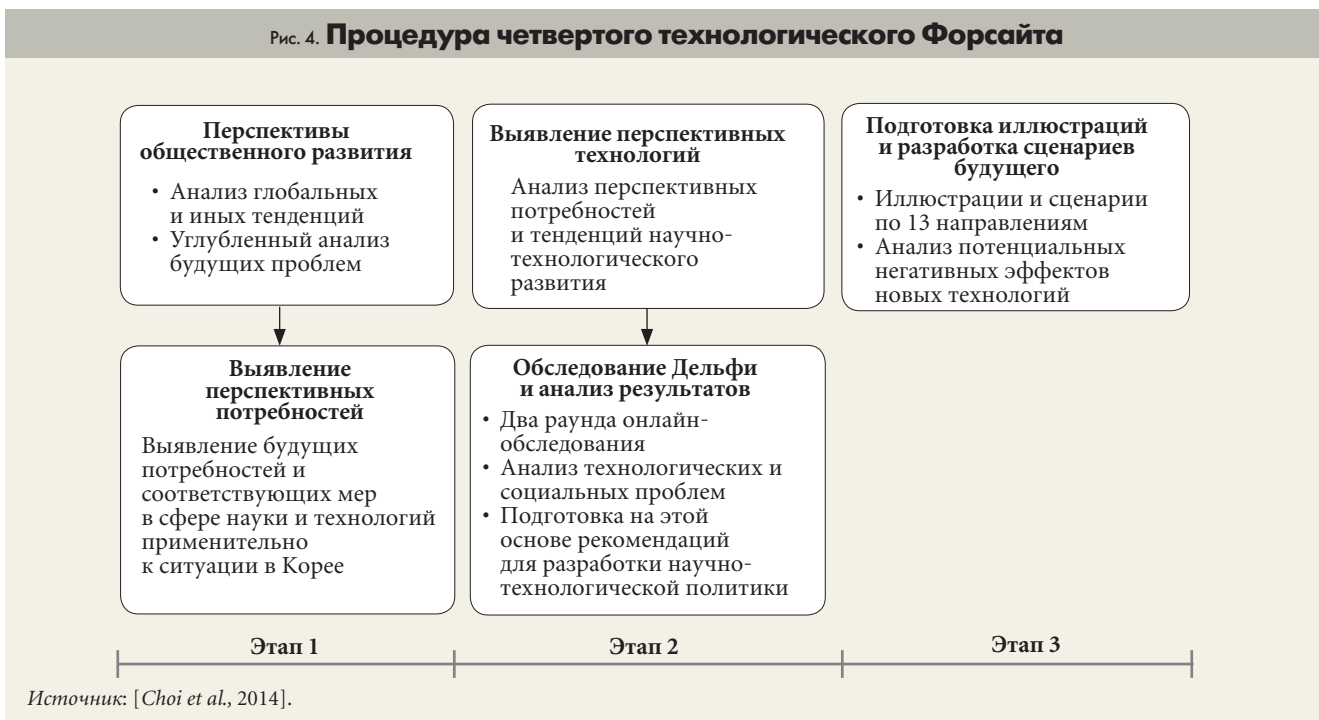 Рис. 4. Процедура четвертого технологического Форсайта
Перспективы
общественного развития
• Анализ глобальных
и иных тенденций
• Углубленный анализ
будущих проблем
Выявление
перспективных
потребностей
Выявление будущих
потребностей и
соответствующих мер
в сфере науки и технологий
применительно
к ситуации в Корее
Выявление перспективных
технологий
Анализ перспективных
потребностей
и тенденций научно-
технологического
развития
Обследование Дельфи
и анализ результатов
• Два раунда онлайн-
обследования
• Анализ технологических и
социальных проблем
• Подготовка на этой
основе рекомендаций
для разработки научно-
технологической политики
Подготовка иллюстраций
и разработка сценариев
будущего
• Иллюстрации и сценарии
по 13 направлениям
• Анализ потенциальных
негативных эффектов
новых технологий
Этап 1
Этап 2
Этап 3
Источник: [Choi et al., 2014].